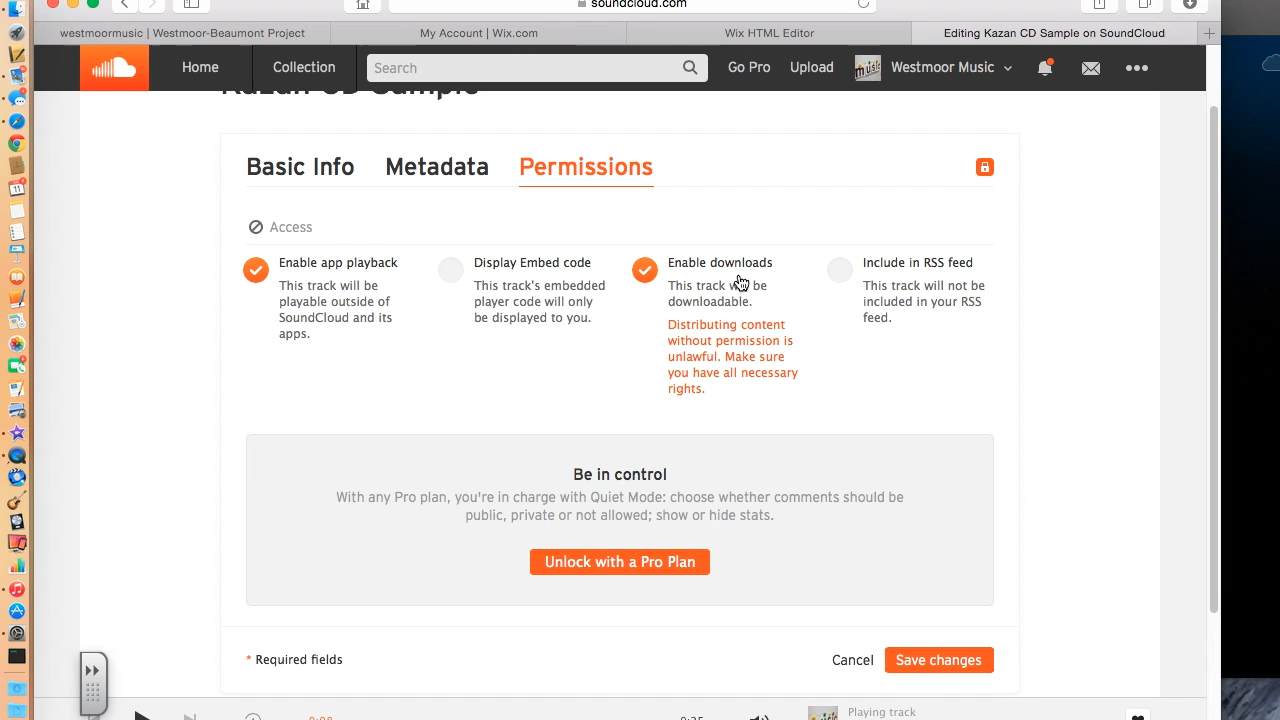 soundcloud.com
westmoormusic | Westmoor-Beaumont Project
My Account | Wix.com
Wix HTML Editor
Editing Kazan CD Sample on SoundCloud
Home
Collection
Search
Go Pro
Upload
Westmoor Music
Kazan CD Sample
Basic Info
Metadata
Permissions
Access
Enable app playback
This track will be
playable outside of
SoundCloud and its
apps.
Display Embed code
This track's embedded
player code will only
be displayed to you.
Enable downloads
This track will be
downloadable.
Distributing content
without permission is
unlawful. Make sure
you have all necessary
rights.
Include in RSS feed
This track will not be
included in your RSS
feed.
Be in control
With any Pro plan, you're in charge with Quiet Mode: choose whether comments should be
public, private or not allowed; show or hide stats.
Unlock with a Pro Plan
* Required fields
Cancel
Save changes
0:08
0:25
Playing track